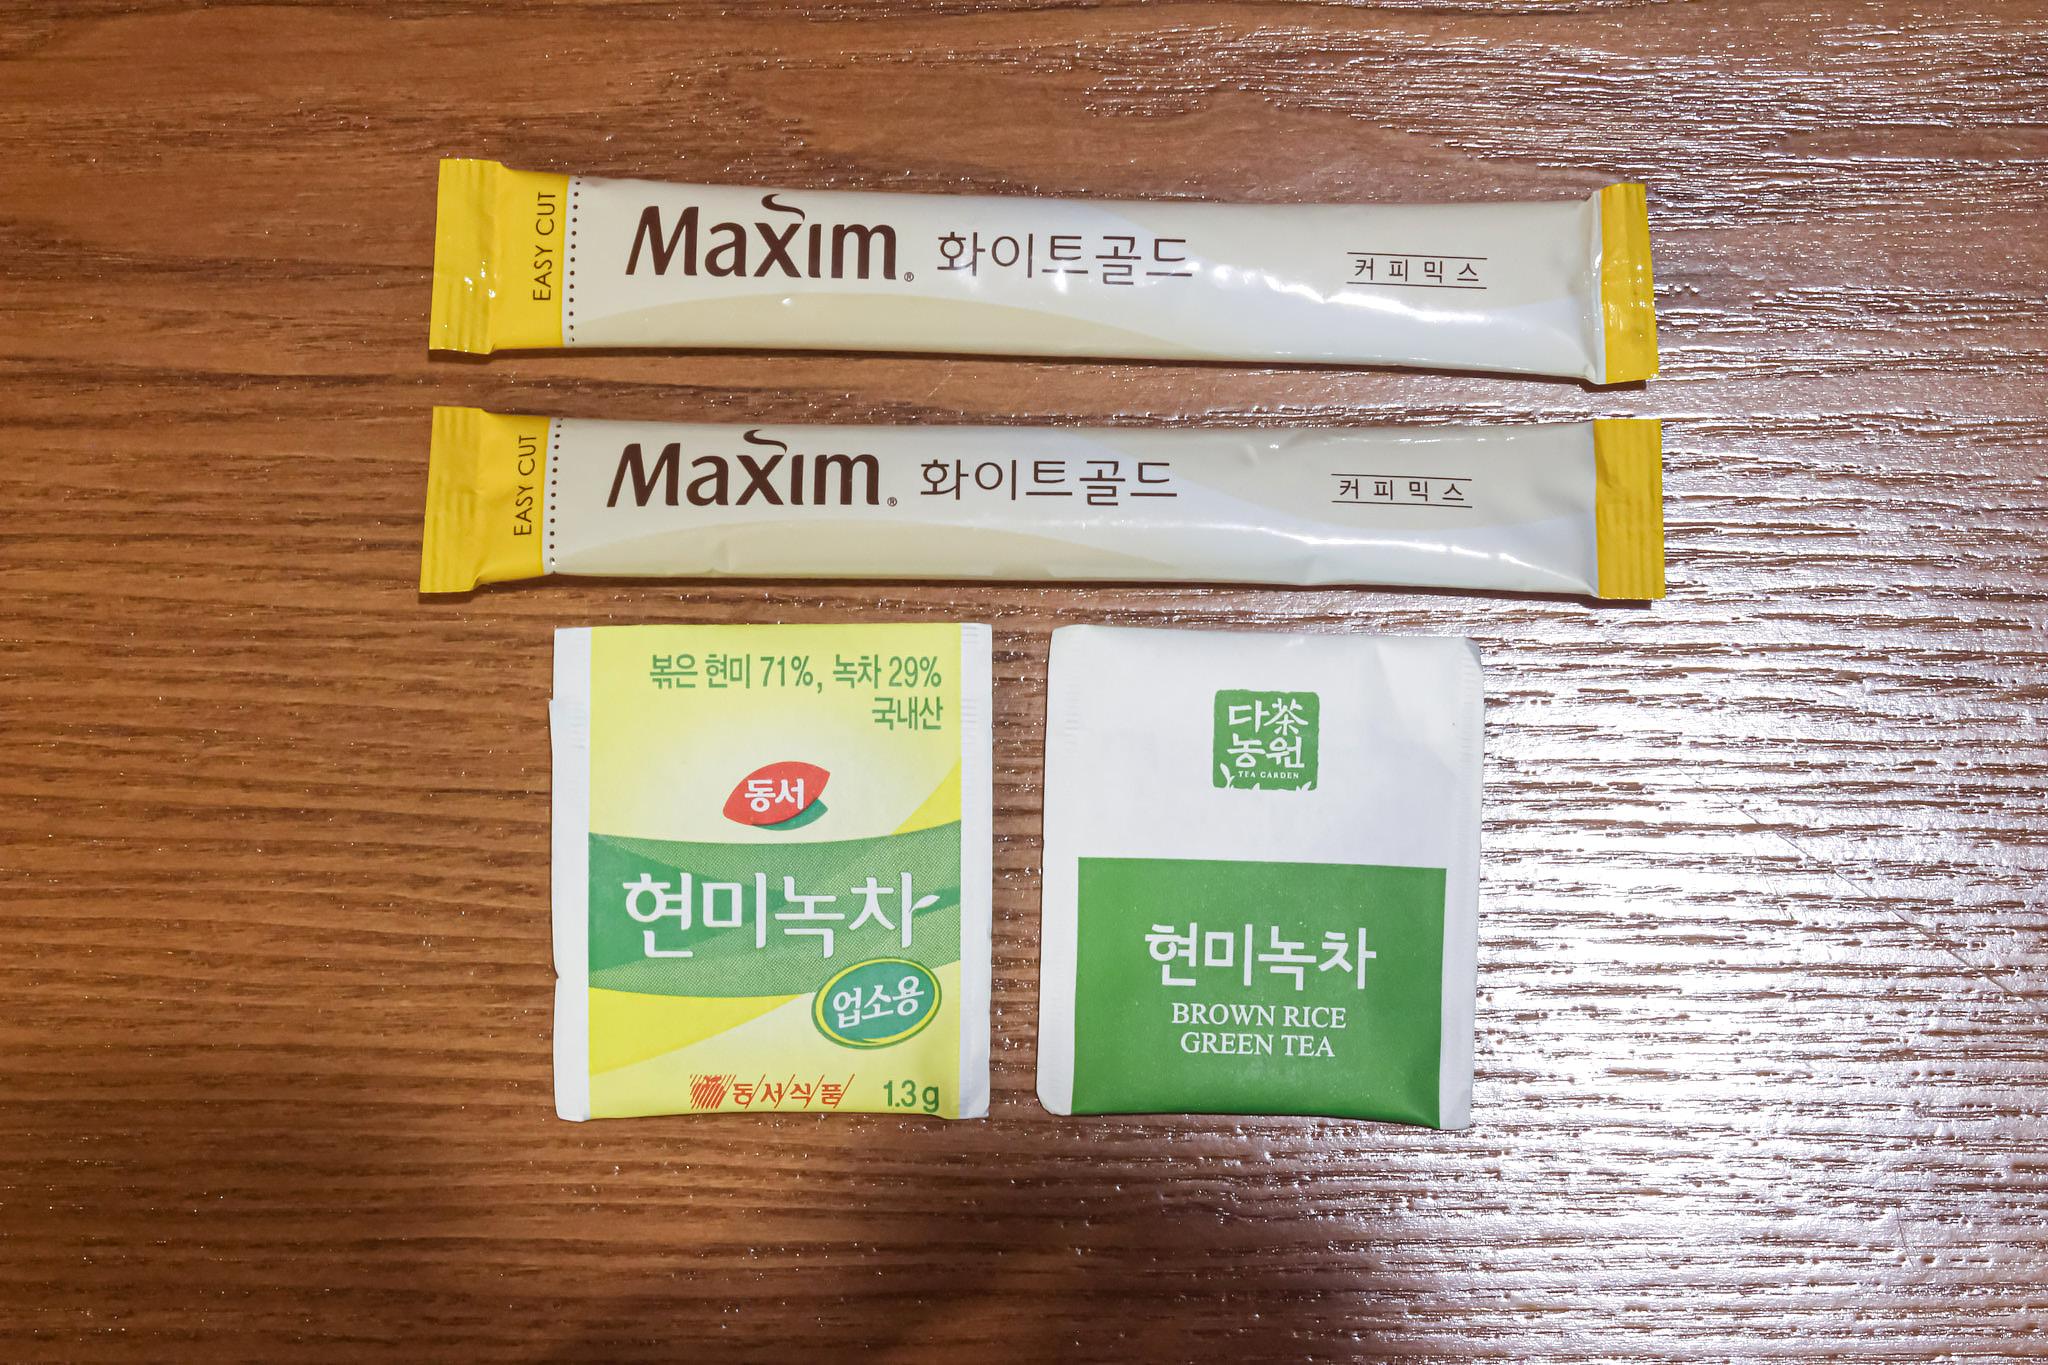 EASY CUT
Maxim® 화이트골드
커피믹스
EASY CUT
Maxim® 화이트골드
커피믹스
볶은 현미 71%, 녹차 29%
국내산
동서
현미녹차
업소용
동서식품 1.3g
다茶
농원
TEA GARDEN
현미녹차
BROWN RICE
GREEN TEA